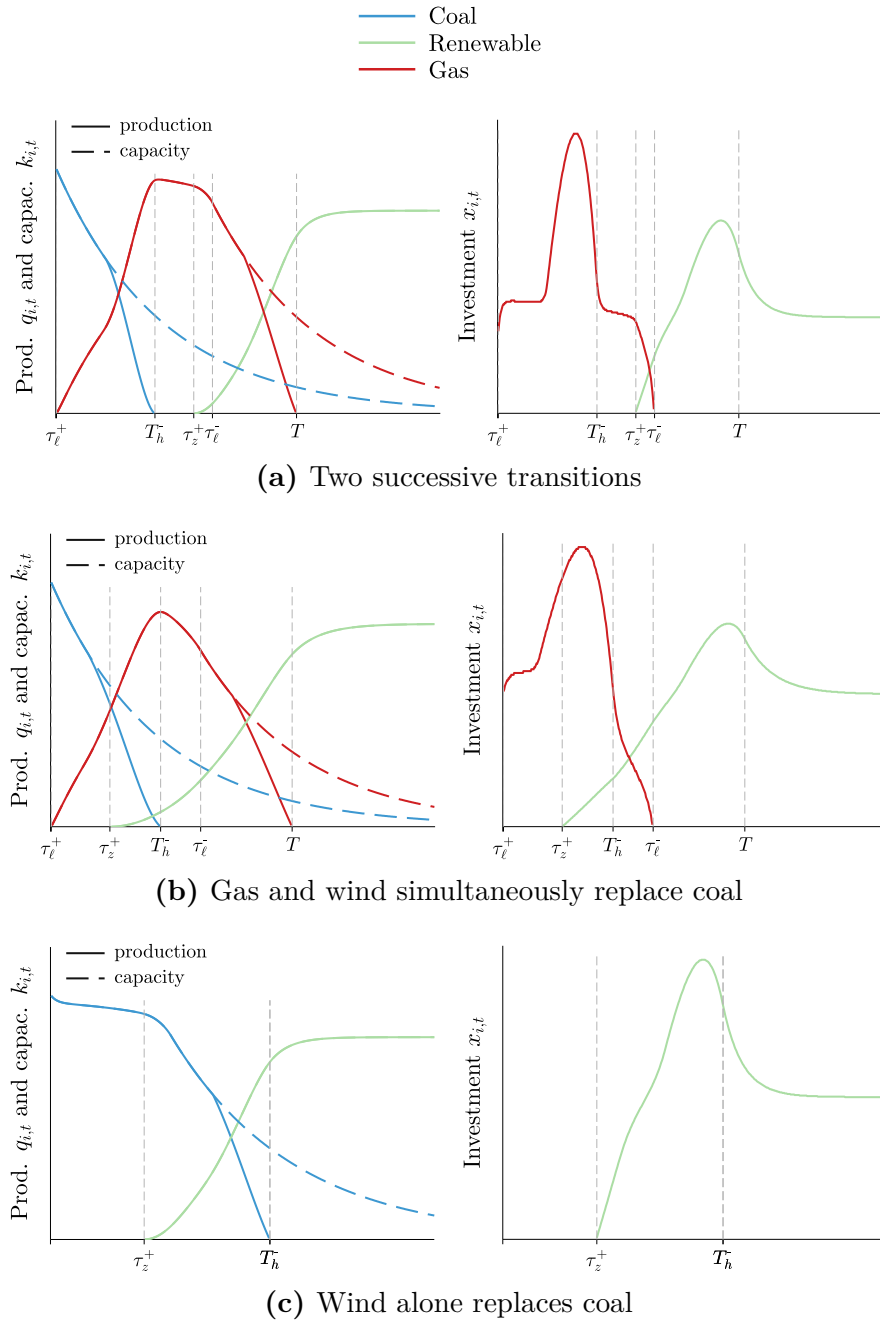 Coal
Renewable
Gas
production
capacity
Prod. q_{i,t} and capac. k_{i,t}
τ_ℓ^+ T_h^- τ_z^+ τ_ℓ^- T
Investment x_{i,t}
τ_ℓ^+ T_h^- τ_z^+ τ_ℓ^- T
(a) Two successive transitions
production
capacity
Prod. q_{i,t} and capac. k_{i,t}
τ_ℓ^+ τ_z^+ T_h^- τ_ℓ^- T
Investment x_{i,t}
τ_ℓ^+ τ_z^+ T_h^- τ_ℓ^- T
(b) Gas and wind simultaneously replace coal
production
capacity
Prod. q_{i,t} and capac. k_{i,t}
τ_z^+ T_h^-
Investment x_{i,t}
τ_z^+ T_h^-
(c) Wind alone replaces coal